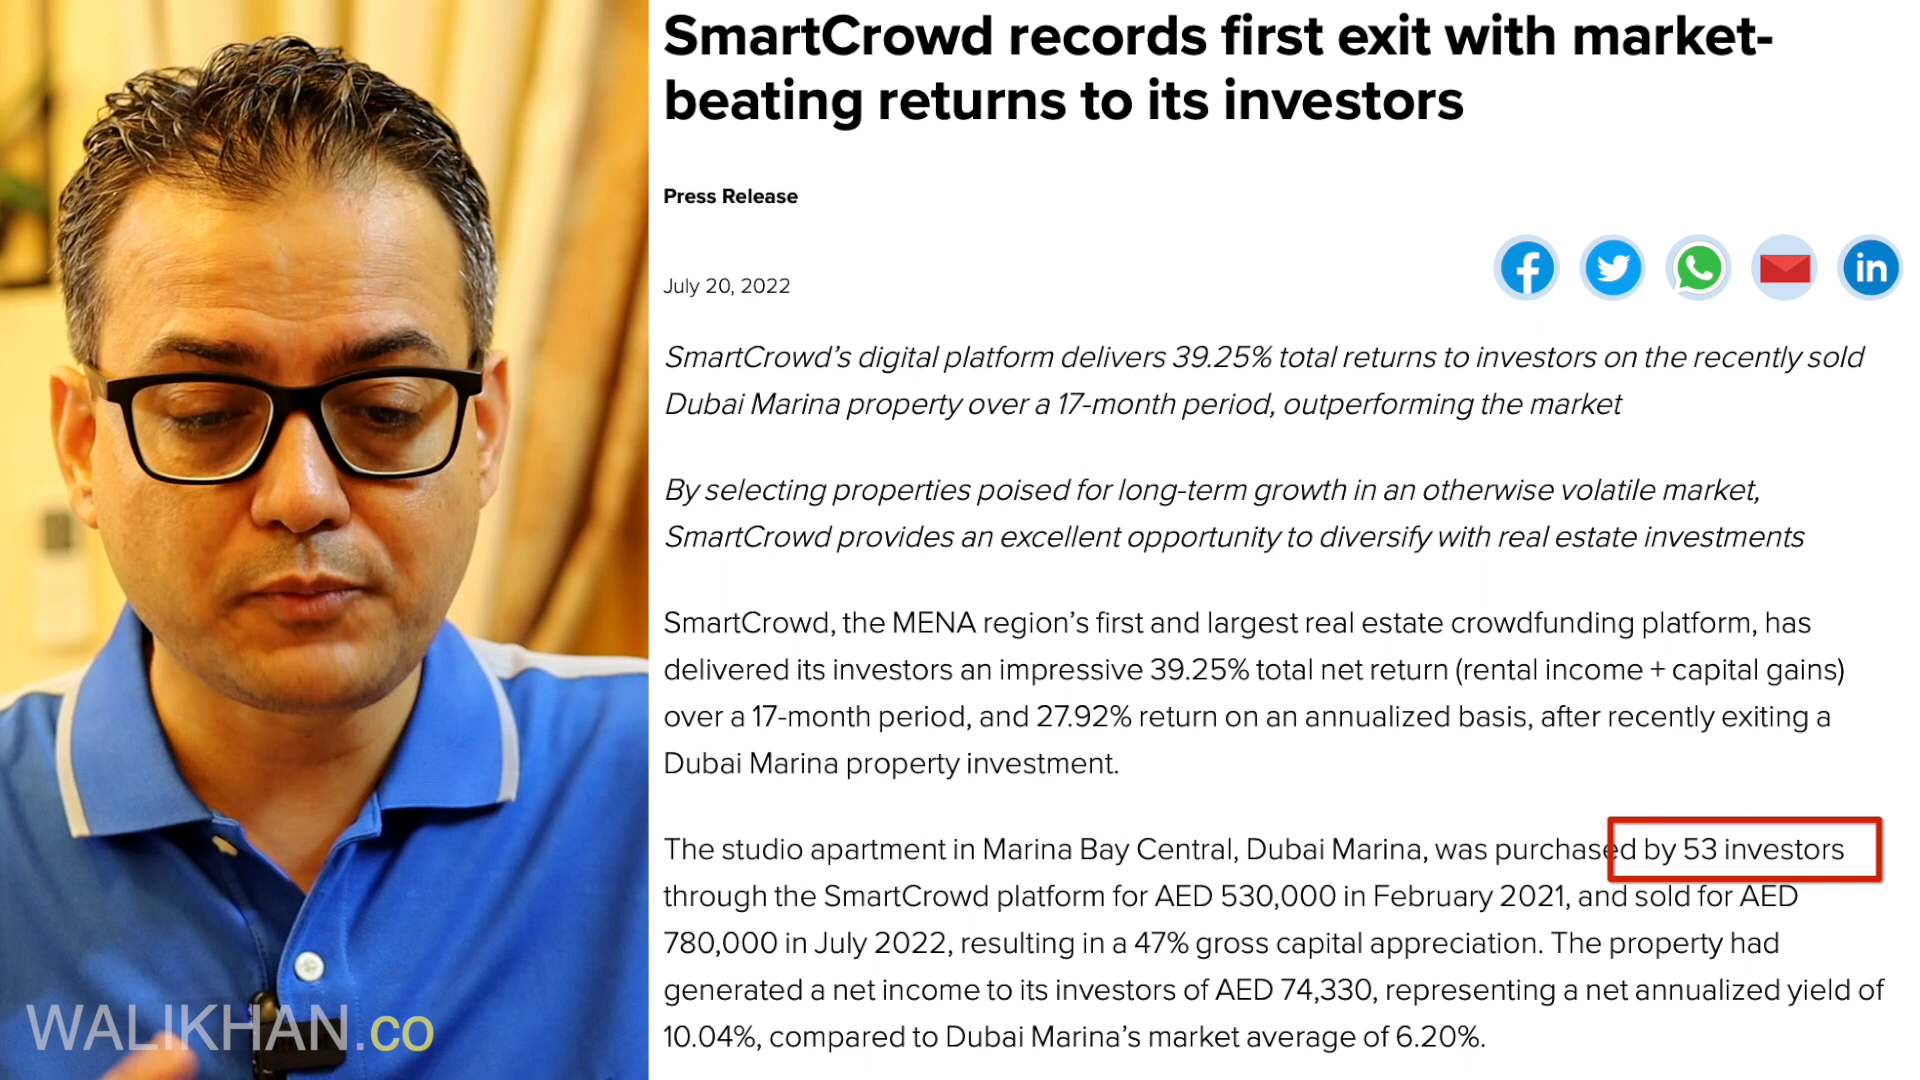 SmartCrowd records first exit with market-
beating returns to its investors
Press Release
July 20, 2022
SmartCrowd’s digital platform delivers 39.25% total returns to investors on the recently sold
Dubai Marina property over a 17-month period, outperforming the market
By selecting properties poised for long-term growth in an otherwise volatile market,
SmartCrowd provides an excellent opportunity to diversify with real estate investments
SmartCrowd, the MENA region’s first and largest real estate crowdfunding platform, has
delivered its investors an impressive 39.25% total net return (rental income + capital gains)
over a 17-month period, and 27.92% return on an annualized basis, after recently exiting a
Dubai Marina property investment.
The studio apartment in Marina Bay Central, Dubai Marina, was purchased by 53 investors
through the SmartCrowd platform for AED 530,000 in February 2021, and sold for AED
780,000 in July 2022, resulting in a 47% gross capital appreciation. The property had
generated a net income to its investors of AED 74,330, representing a net annualized yield of
10.04%, compared to Dubai Marina’s market average of 6.20%.
WALIKHAN.co